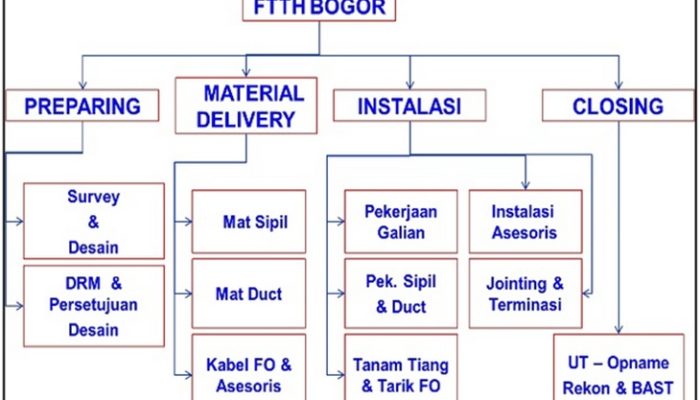 FTTH BOGOR
PREPARING
MATERIAL
DELIVERY
INSTALASI
CLOSING
Survey
&
Desain
DRM &
Persetujuan
Desain
Mat Sipil
Mat Duct
Kabel FO &
Asesoris
Pekerjaan
Galian
Pek. Sipil
& Duct
Tanam Tiang
& Tarik FO
Instalasi
Asesoris
Jointing &
Terminasi
UT – Opname
Rekon & BAST